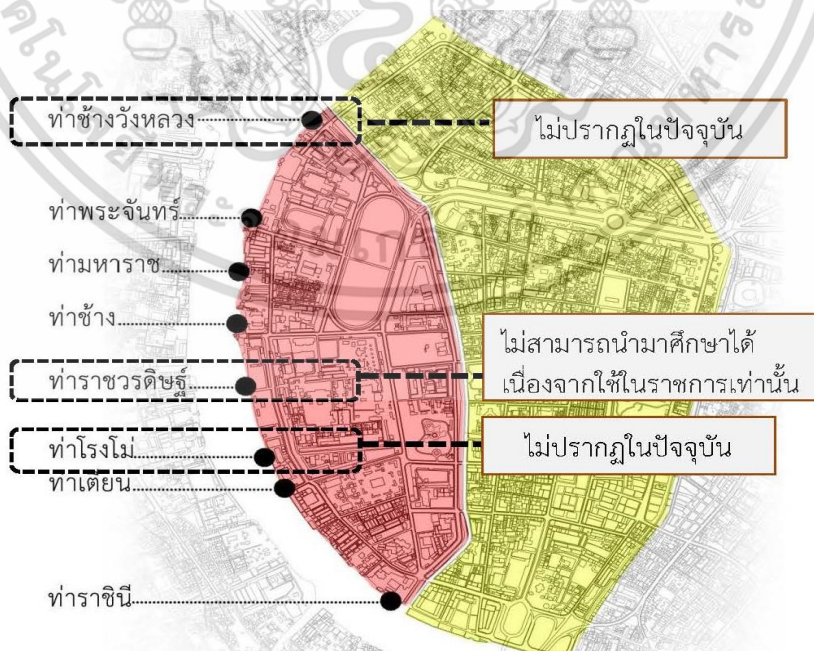 ท่าช้างวังหลวง
ไม่ปรากฏในปัจจุบัน
ท่าพระจันทร์
ท่ามหาราช
ท่าช้าง
ท่าราชวรดิษฐ์
ไม่สามารถนำมาศึกษาได้
เนื่องจากใช้ในราชการเท่านั้น
ท่าโรงโม่
ไม่ปรากฏในปัจจุบัน
ท่าเตียน
ท่าราชินี